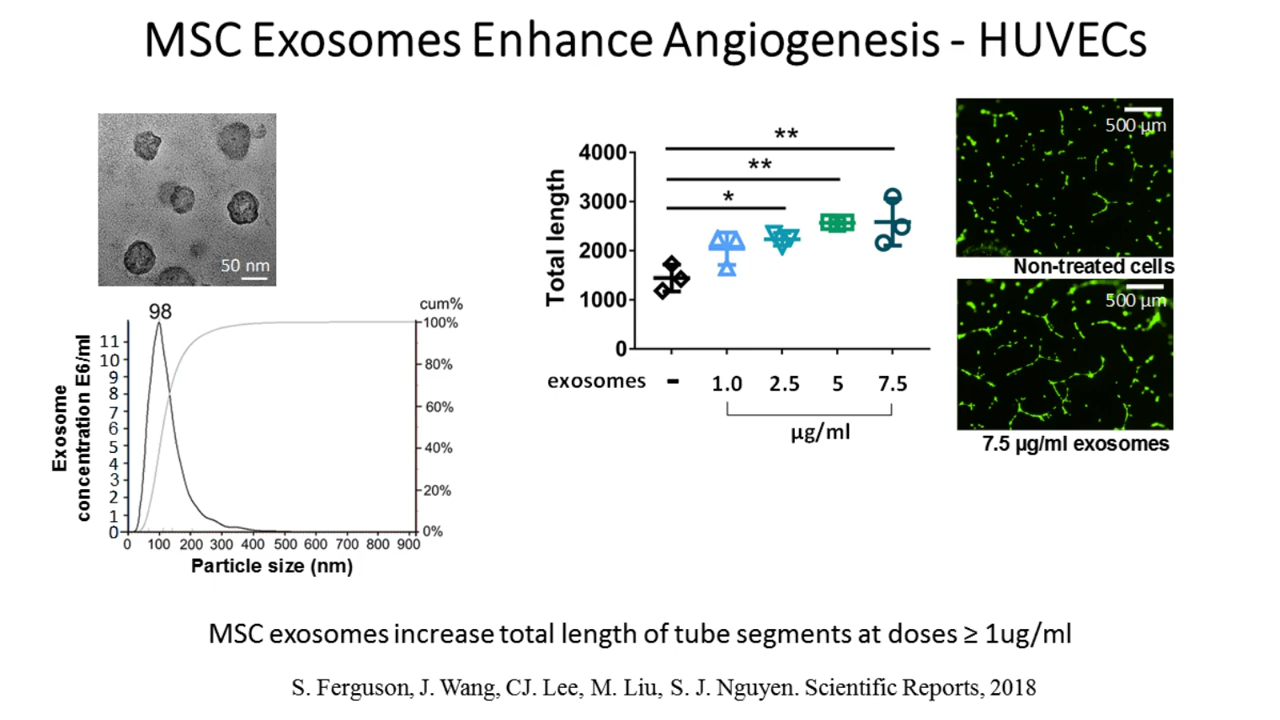 MSC Exosomes Enhance Angiogenesis - HUVECs
50 nm
98
cum%
Exosome
concentration E6/ml
11
10
9
8
7
6
5
4
3
2
1
0
100%
80%
60%
40%
20%
0%
0 100 200 300 400 500 600 700 800 900
Particle size (nm)
Total length
4000
3000
2000
1000
0
**
**
*
exosomes - 1.0 2.5 5 7.5
µg/ml
500 µm
Non-treated cells
500 µm
7.5 µg/ml exosomes
MSC exosomes increase total length of tube segments at doses ≥ 1ug/ml
S. Ferguson, J. Wang, CJ. Lee, M. Liu, S. J. Nguyen. Scientific Reports, 2018